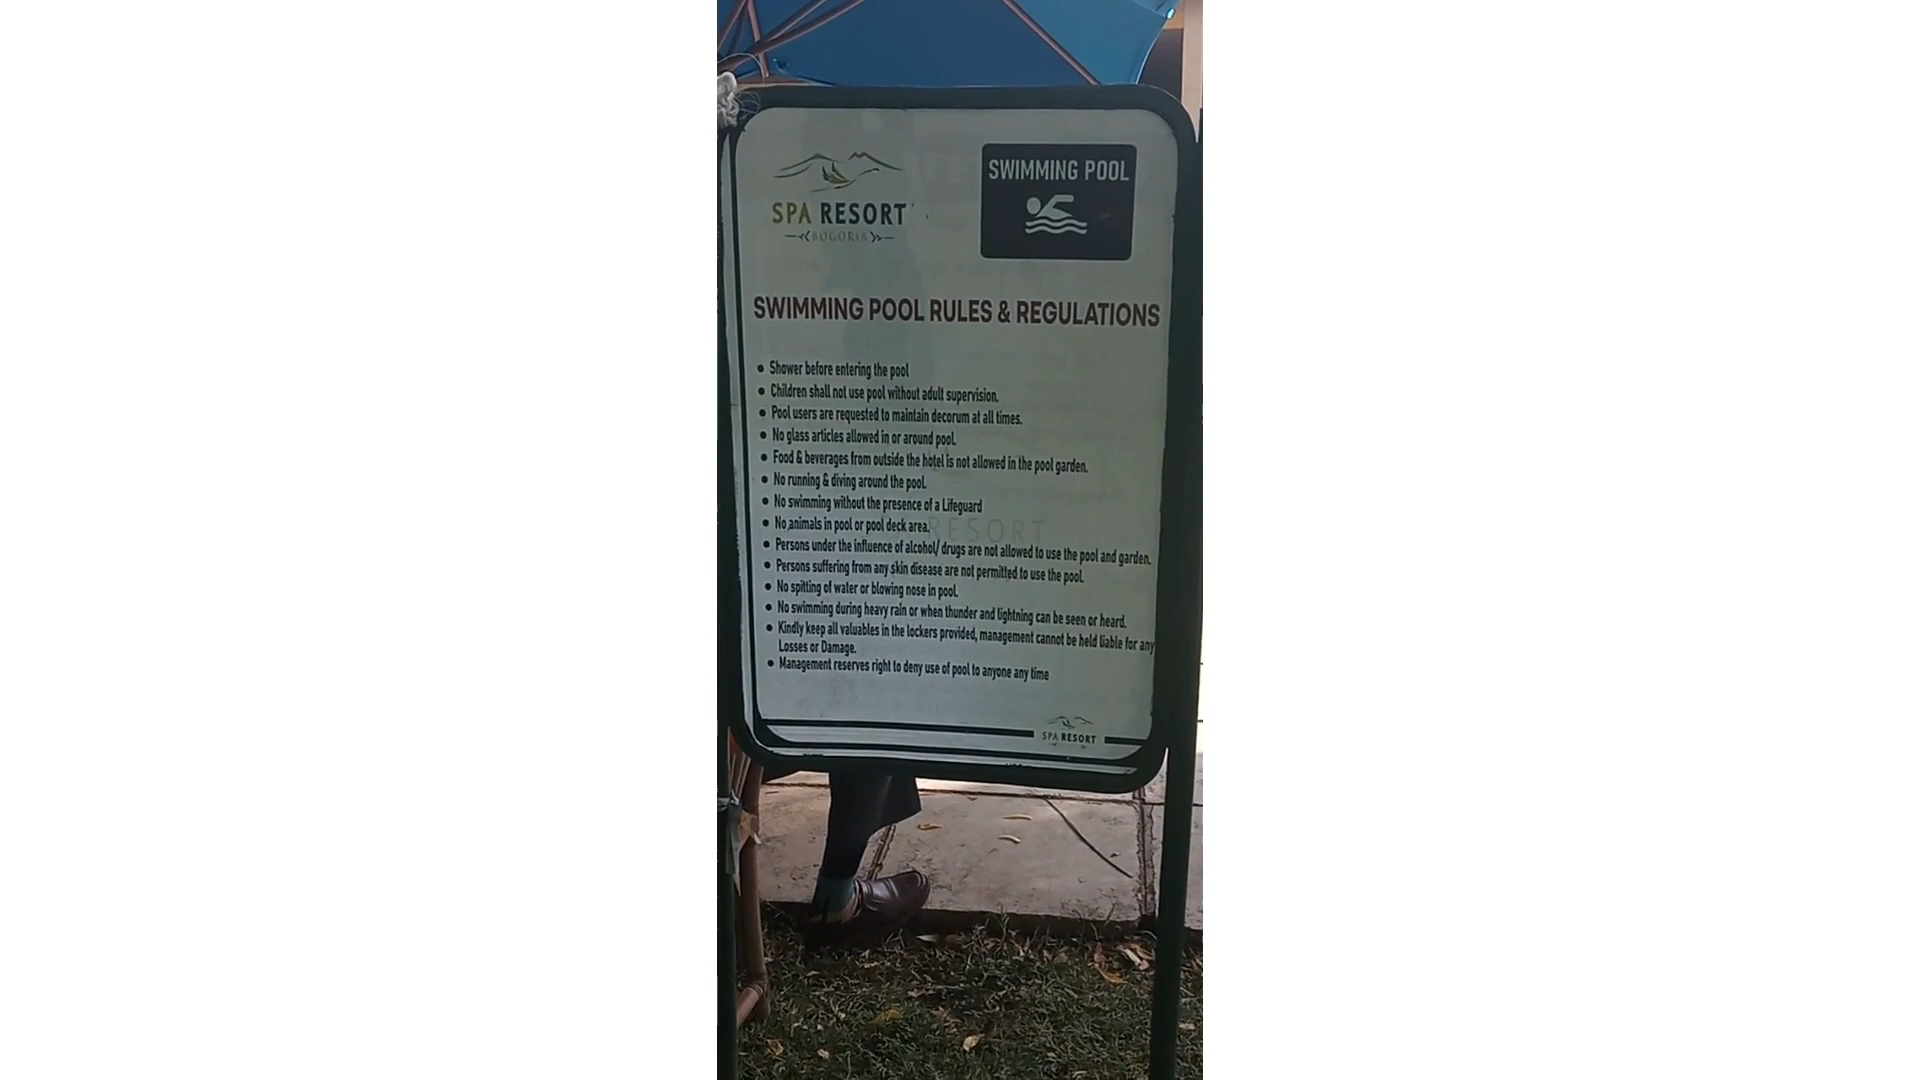 SPA RESORT
BOGORIA
SWIMMING POOL
SWIMMING POOL RULES & REGULATIONS
• Shower before entering the pool
• Children shall not use pool without adult supervision.
• Pool users are requested to maintain decorum at all times.
• No glass articles allowed in or around pool.
• Food & beverages from outside the hotel is not allowed in the pool garden.
• No running & diving around the pool.
• No swimming without the presence of a Lifeguard
• No animals in pool or pool deck area.
RESORT
• Persons under the influence of alcohol/ drugs are not allowed to use the pool and garden.
• Persons suffering from any skin disease are not permitted to use the pool.
• No spitting of water or blowing nose in pool.
• No swimming during heavy rain or when thunder and lightning can be seen or heard.
• Kindly keep all valuables in the lockers provided, management cannot be held liable for any
Losses or Damage.
• Management reserves right to deny use of pool to anyone any time
SPA RESORT